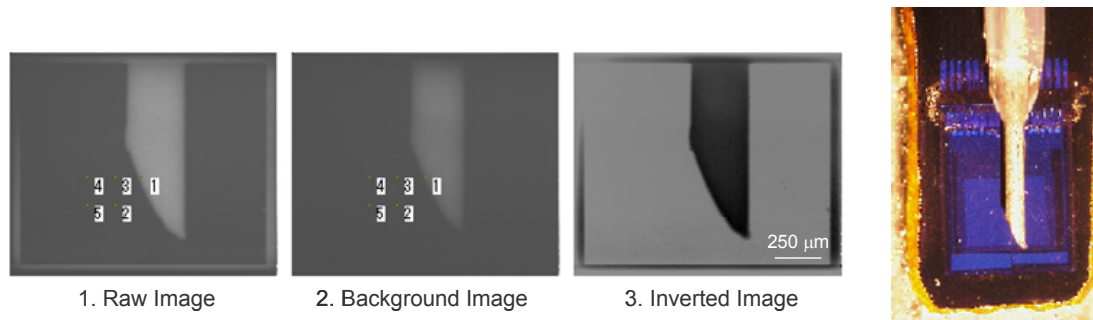 4 3 1
5 2
4 3 1
5 2
250 μm
1. Raw Image
2. Background Image
3. Inverted Image